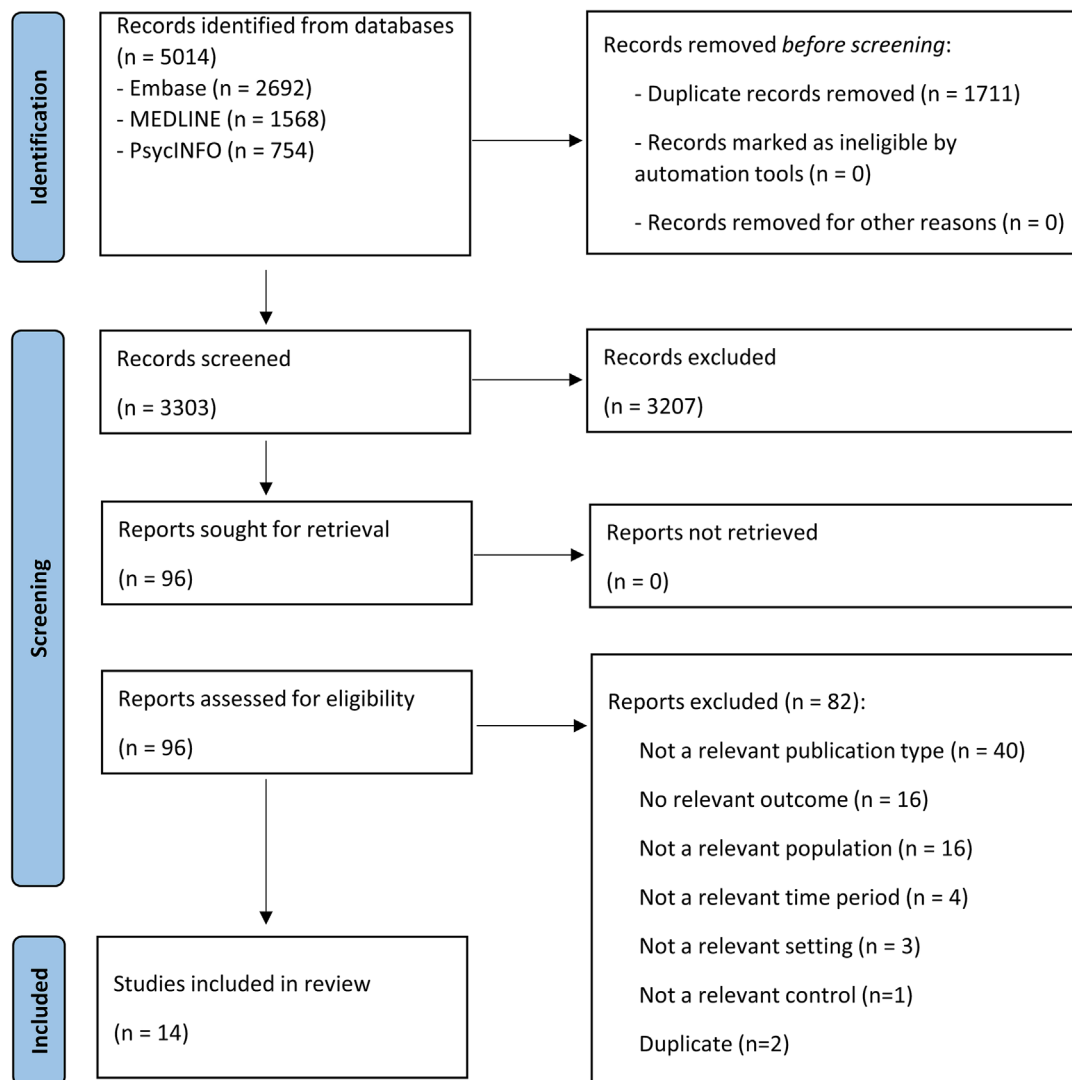 Identification
Records identified from databases
(n = 5014)
- Embase (n = 2692)
- MEDLINE (n = 1568)
- PsycINFO (n = 754)
Records removed before screening:
- Duplicate records removed (n = 1711)
- Records marked as ineligible by
automation tools (n = 0)
- Records removed for other reasons (n = 0)
Screening
Records screened
(n = 3303)
Records excluded
(n = 3207)
Reports sought for retrieval
(n = 96)
Reports not retrieved
(n = 0)
Reports assessed for eligibility
(n = 96)
Reports excluded (n = 82):
Not a relevant publication type (n = 40)
No relevant outcome (n = 16)
Not a relevant population (n = 16)
Not a relevant time period (n = 4)
Not a relevant setting (n = 3)
Not a relevant control (n=1)
Duplicate (n=2)
Included
Studies included in review
(n = 14)